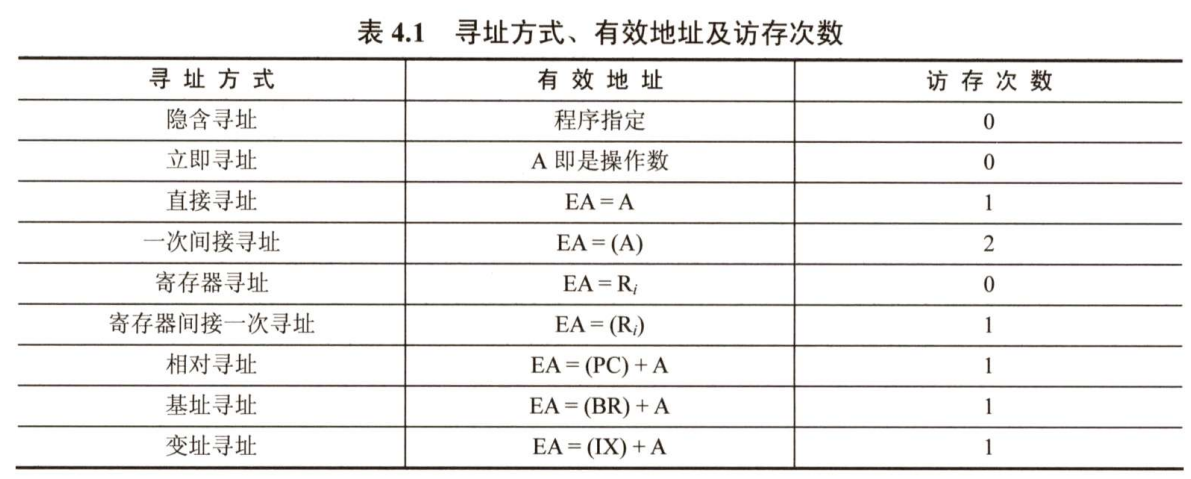 表 4.1 寻址方式、有效地址及访存次数
寻址方式 有效地址 访存次数
隐含寻址 程序指定 0
立即寻址 A 即是操作数 0
直接寻址 EA = A 1
一次间接寻址 EA = (A) 2
寄存器寻址 EA = Ri 0
寄存器间接一次寻址 EA = (Ri) 1
相对寻址 EA = (PC) + A 1
基址寻址 EA = (BR) + A 1
变址寻址 EA = (IX) + A 1